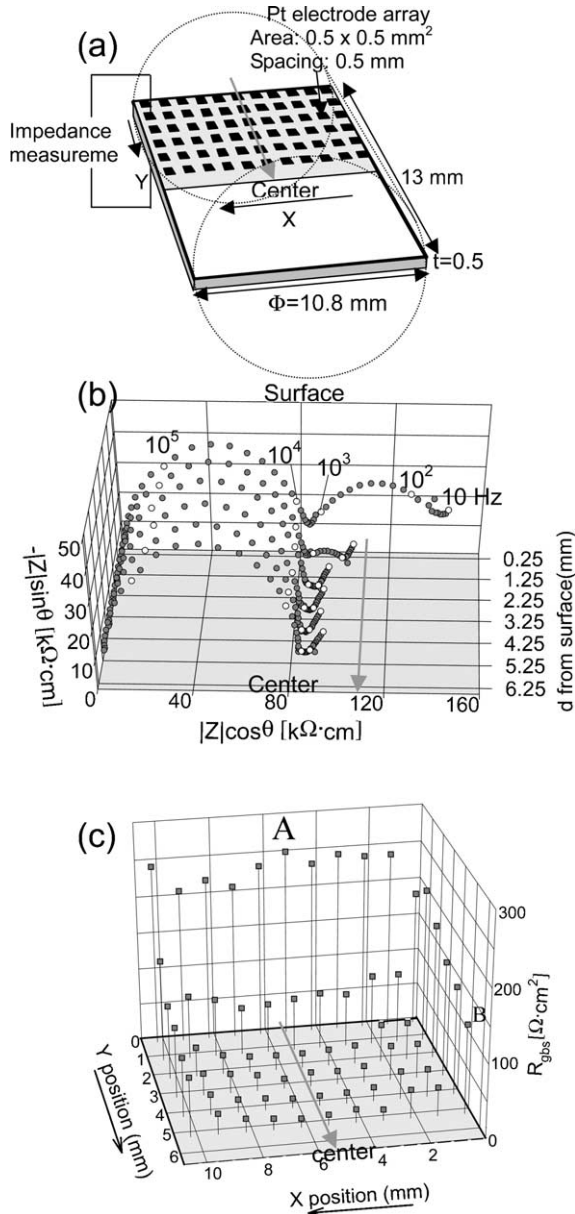 (a)
Pt electrode array
Area: 0.5 x 0.5 mm²
Spacing: 0.5 mm
Impedance
measureme
Y
Center
X
13 mm
t=0.5
Φ=10.8 mm
(b)
Surface
10⁵
10⁴
10³
10²
10 Hz
50
40
30
20
10
0
-|Z|sinθ [kΩ·cm]
0.25
1.25
2.25
3.25
4.25
5.25
6.25
d from surface(mm)
Center
40
80
120
160
|Z|cosθ [kΩ·cm]
(c)
A
300
200
100
0
R_gbs [Ω·cm²]
B
0
1
2
3
4
5
6
Y position (mm)
center
10
8
6
4
2
X position (mm)